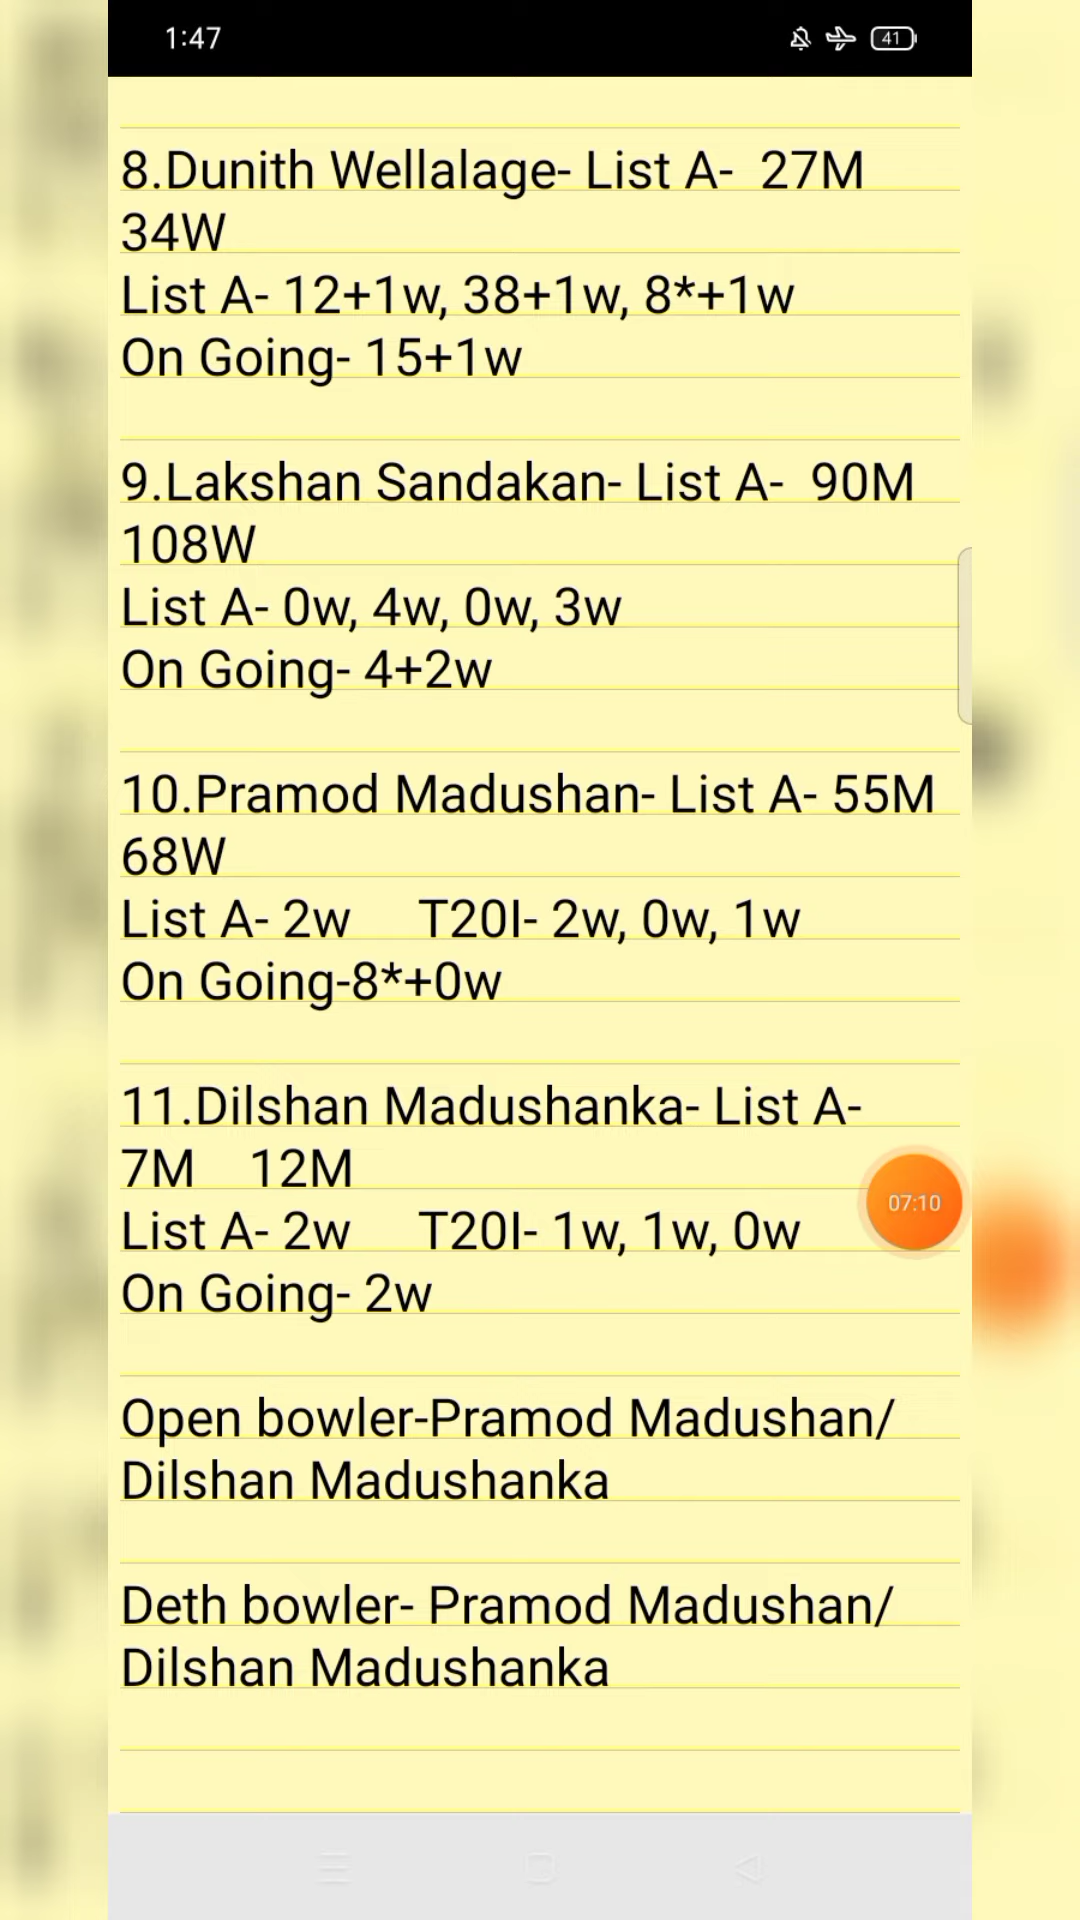 1:47
41
8.Dunith Wellalage- List A-  27M
34W
List A- 12+1w, 38+1w, 8*+1w
On Going- 15+1w
9.Lakshan Sandakan- List A-  90M
108W
List A- 0w, 4w, 0w, 3w
On Going- 4+2w
10.Pramod Madushan- List A- 55M
68W
List A- 2w     T20I- 2w, 0w, 1w
On Going-8*+0w
11.Dilshan Madushanka- List A-
7M    12M
07:10
List A- 2w     T20I- 1w, 1w, 0w
On Going- 2w
Open bowler-Pramod Madushan/
Dilshan Madushanka
Deth bowler- Pramod Madushan/
Dilshan Madushanka